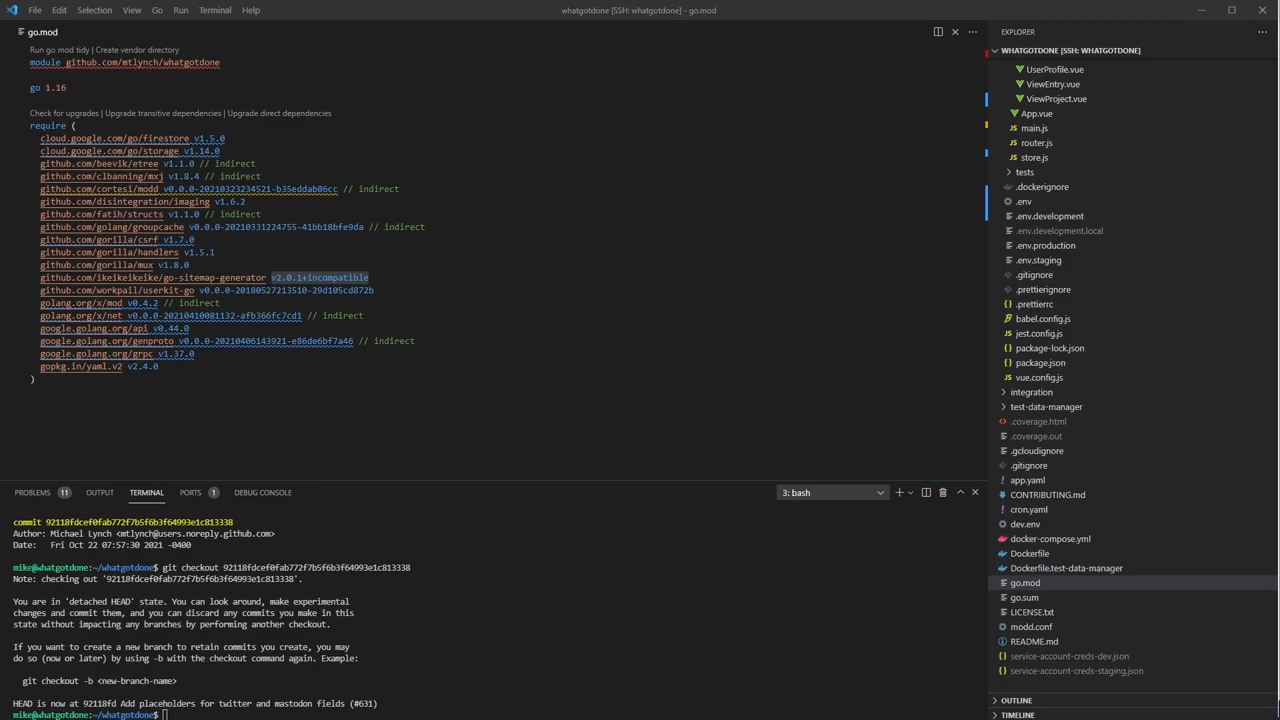 File Edit Selection View Go Run Terminal Help
whatgotdone [SSH: whatgotdone] - go.mod
go.mod
Run go mod tidy | Create vendor directory
module github.com/mtlynch/whatgotdone
go 1.16
Check for upgrades | Upgrade transitive dependencies | Upgrade direct dependencies
require (
cloud.google.com/go/firestore v1.5.0
cloud.google.com/go/storage v1.14.0
github.com/beevik/etree v1.1.0 // indirect
github.com/clbanning/mxj v1.8.4 // indirect
github.com/cortesi/modd v0.0.0-20210323234521-b35eddab86cc // indirect
github.com/disintegration/imaging v1.6.2
github.com/fatih/structs v1.1.0 // indirect
github.com/golang/groupcache v0.0.0-20210331224755-41bb18bfe9da // indirect
github.com/gorilla/csrf v1.7.0
github.com/gorilla/handlers v1.5.1
github.com/gorilla/mux v1.8.0
github.com/ikeikeikeike/go-sitemap-generator v2.0.1+incompatible
github.com/workpail/userkit-go v0.0.0-20180527213510-29d105cd872b
golang.org/x/mod v0.4.2 // indirect
golang.org/x/net v0.0.0-20210410081132-afb366fc7cd1 // indirect
google.golang.org/api v0.44.0
google.golang.org/genproto v0.0.0-20210406143921-e86de6bf7a46 // indirect
google.golang.org/grpc v1.37.0
gopkg.in/yaml.v2 v2.4.0
)
PROBLEMS 11 OUTPUT TERMINAL PORTS 1 DEBUG CONSOLE
3: bash
commit 92118fdcef0fab772f7b5f6b3f64993e1c813338
Author: Michael Lynch <mtlynch@users.noreply.github.com>
Date: Fri Oct 22 07:57:30 2021 -0400
mike@whatgotdone:~/whatgotdone$ git checkout 92118fdcef0fab772f7b5f6b3f64993e1c813338
Note: checking out '92118fdcef0fab772f7b5f6b3f64993e1c813338'.
You are in 'detached HEAD' state. You can look around, make experimental
changes and commit them, and you can discard any commits you make in this
state without impacting any branches by performing another checkout.
If you want to create a new branch to retain commits you create, you may
do so (now or later) by using -b with the checkout command again. Example:
git checkout -b <new-branch-name>
HEAD is now at 92118fd Add placeholders for twitter and mastodon fields (#631)
mike@whatgotdone:~/whatgotdone$
EXPLORER
WHATGOTDONE [SSH: WHATGOTDONE]
UserProfile.vue
ViewEntry.vue
ViewProject.vue
App.vue
JS main.js
JS router.js
JS store.js
tests
.dockerignore
.env
.env.development
.env.development.local
.env.production
.env.staging
.gitignore
.prettierignore
.prettierrc
babel.config.js
jest.config.js
package-lock.json
package.json
JS vue.config.js
integration
test-data-manager
.coverage.html
.coverage.out
.gcloudignore
.gitignore
app.yaml
CONTRIBUTING.md
cron.yaml
dev.env
docker-compose.yml
Dockerfile
Dockerfile.test-data-manager
go.mod
go.sum
LICENSE.txt
modd.conf
README.md
service-account-creds-dev.json
service-account-creds-staging.json
OUTLINE
TIMELINE